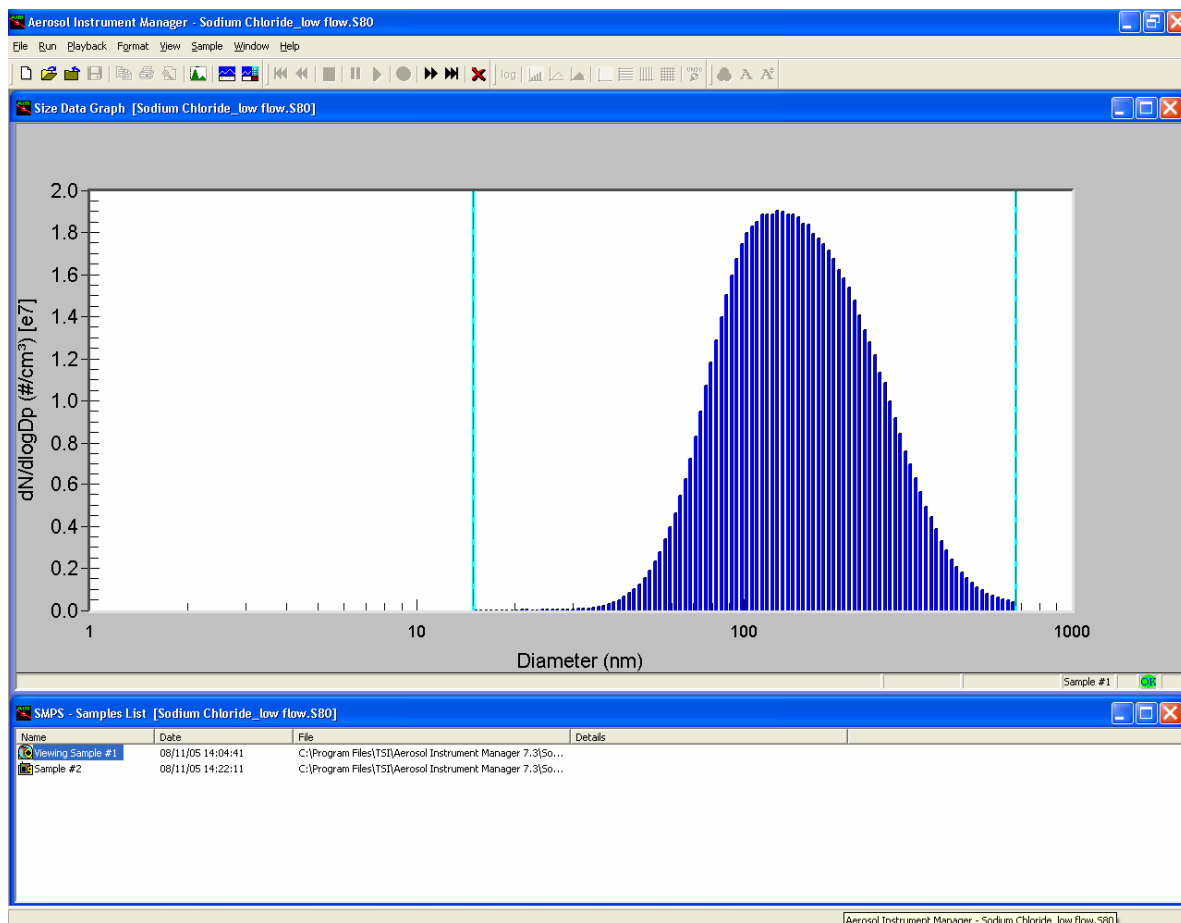 Aerosol Instrument Manager - Sodium Chloride_low flow.S80
File Run Playback Format View Sample Window Help
log UNDO A A
Size Data Graph [Sodium Chloride_low flow.S80]
dN/dlogDp (#/cm³) [e7]
2.0
1.8
1.6
1.4
1.2
1.0
0.8
0.6
0.4
0.2
0.0
1 10 100 1000
Diameter (nm)
Sample #1 OK
SMPS - Samples List [Sodium Chloride_low flow.S80]
Name Date File Details
Viewing Sample #1 08/11/05 14:04:41 C:\Program Files\TSI\Aerosol Instrument Manager 7.3\So...
Sample #2 08/11/05 14:22:11 C:\Program Files\TSI\Aerosol Instrument Manager 7.3\So...
Aerosol Instrument Manager - Sodium Chloride_low flow.S80